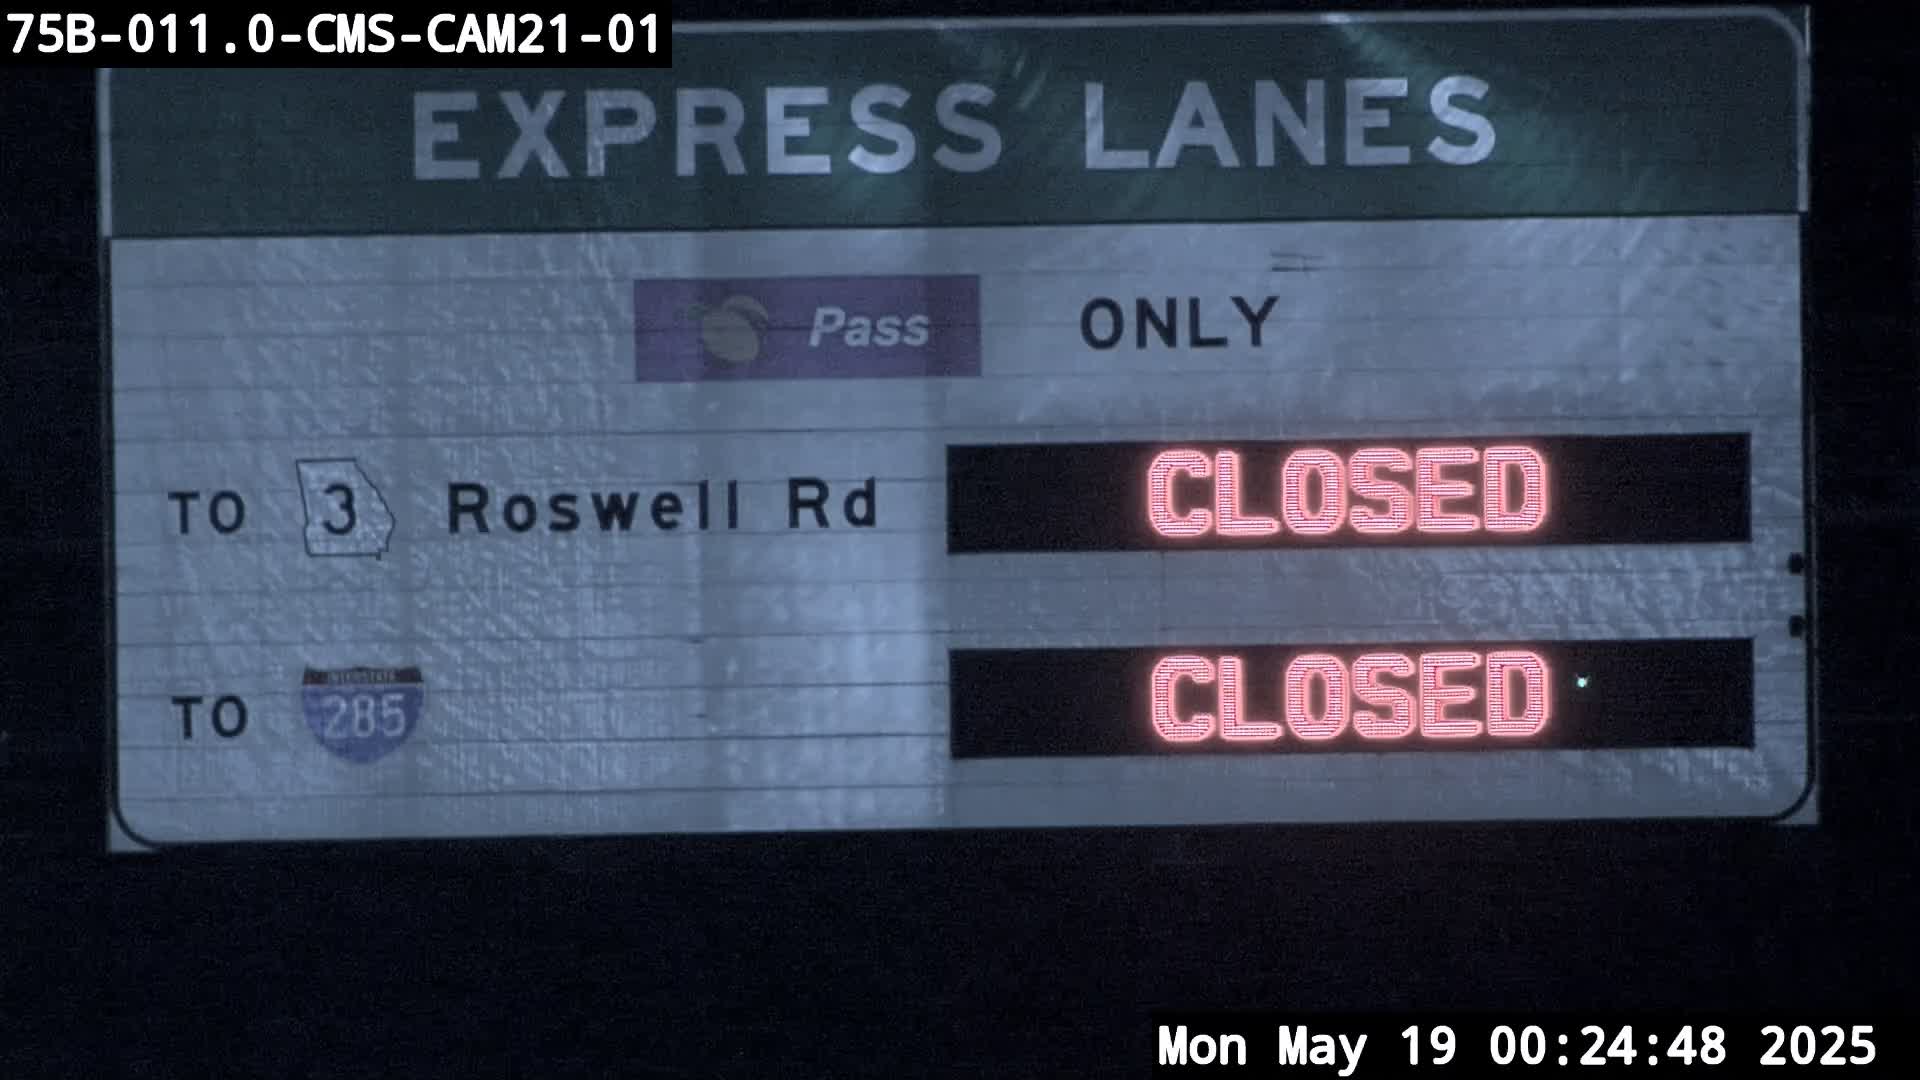 75B-011.0-CMS-CAM21-01
EXPRESS LANES
Pass ONLY
TO 3 Roswell Rd CLOSED
INTERSTATE
TO 285 CLOSED
Mon May 19 00:24:48 2025